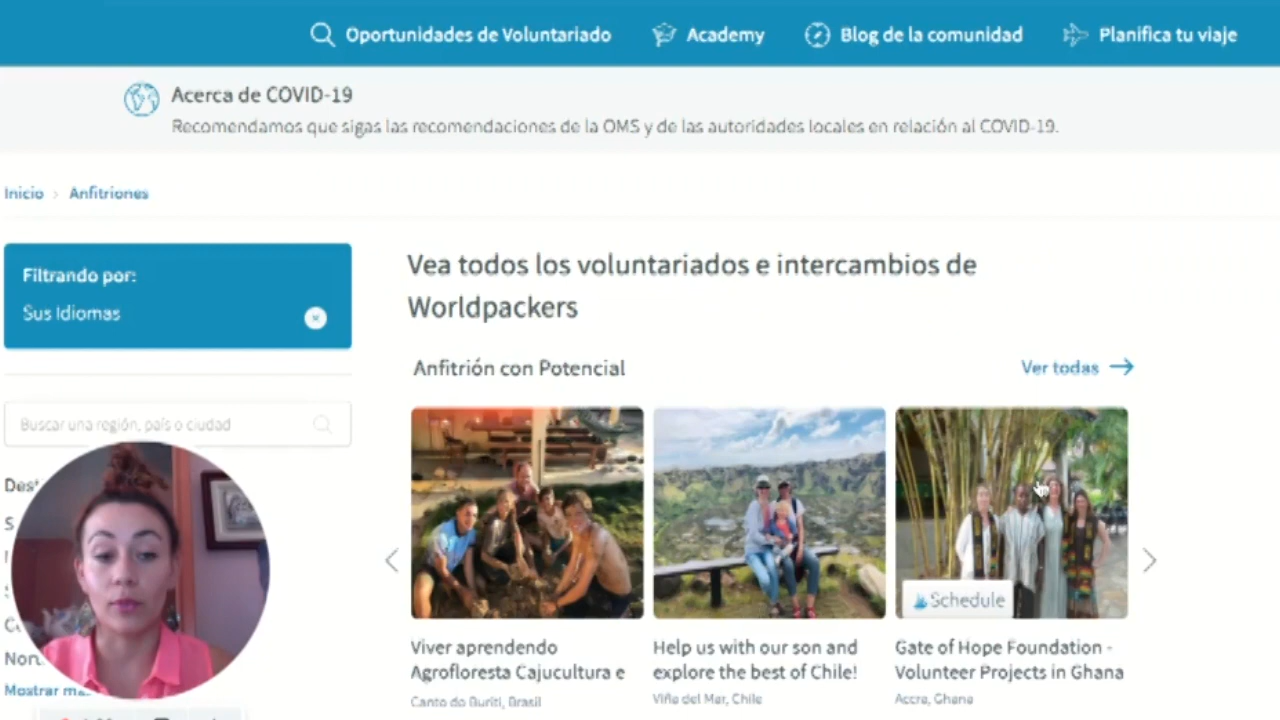 Oportunidades de Voluntariado
Academy
Blog de la comunidad
Planifica tu viaje
Acerca de COVID-19
Recomendamos que sigas las recomendaciones de la OMS y de las autoridades locales en relación al COVID-19.
Inicio > Anfitriones
Filtrando por:
Sus Idiomas
Buscar una región, país o ciudad
Vea todos los voluntariados e intercambios de
Worldpackers
Anfitrión con Potencial
Ver todas
Schedule
Viver aprendendo
Agrofloresta Cajucultura e
Canto do Buriti, Brasil
Help us with our son and
explore the best of Chile!
Viña del Mar, Chile
Gate of Hope Foundation -
Volunteer Projects in Ghana
Accra, Ghana
Mostrar